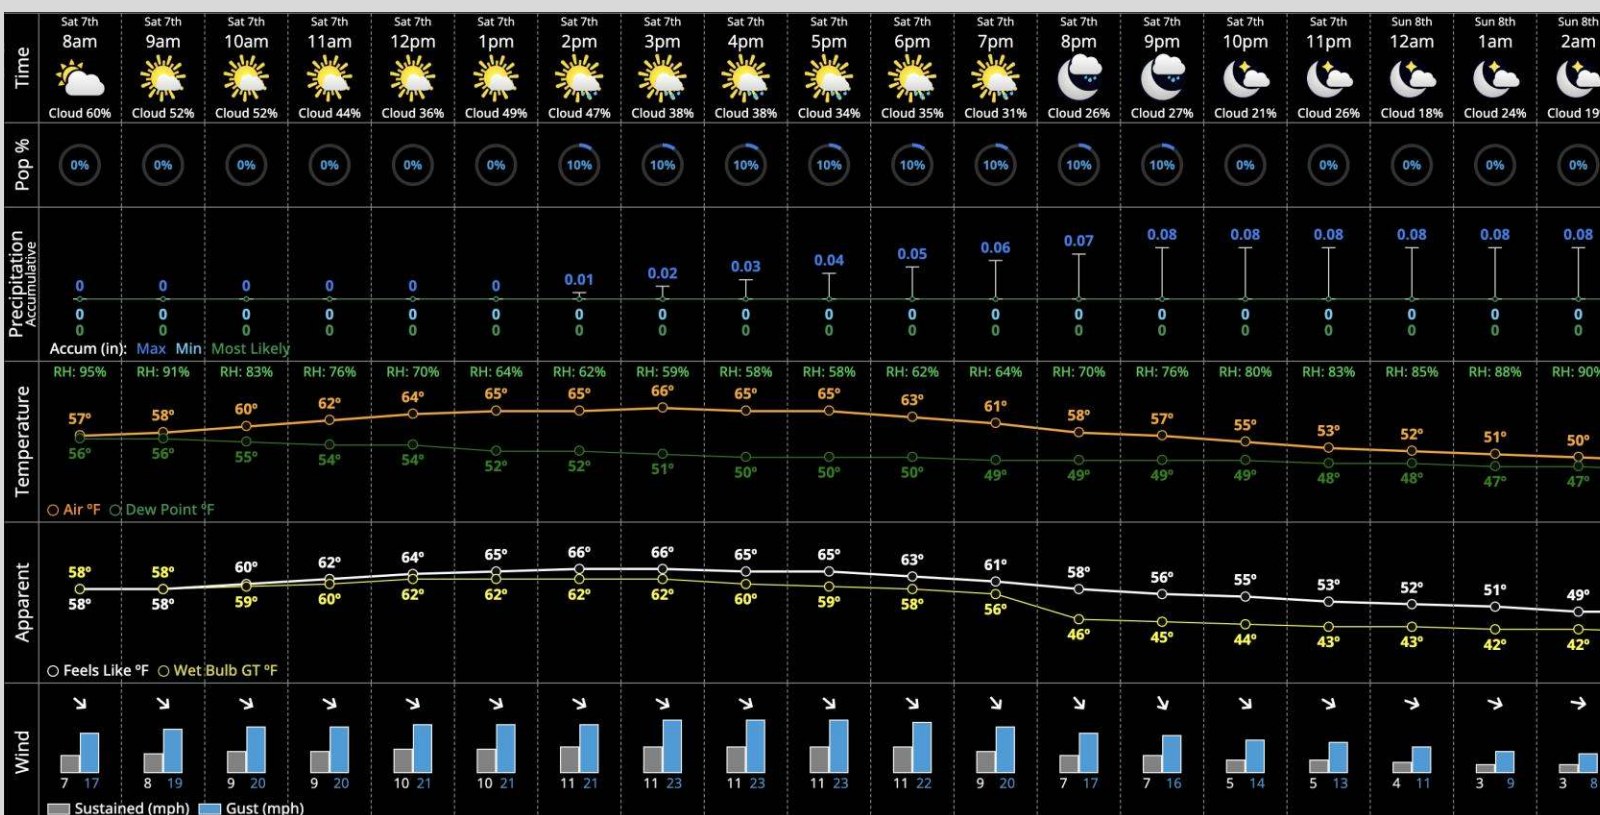 Sat 7th Sat 7th Sat 7th Sat 7th Sat 7th Sat 7th Sat 7th Sat 7th Sat 7th Sat 7th Sat 7th Sat 7th Sat 7th Sat 7th Sat 7th Sat 7th Sun 8th Sun 8th Sun 8th
Time
8am 9am 10am 11am 12pm 1pm 2pm 3pm 4pm 5pm 6pm 7pm 8pm 9pm 10pm 11pm 12am 1am 2am
Cloud 60% Cloud 52% Cloud 52% Cloud 44% Cloud 36% Cloud 49% Cloud 47% Cloud 38% Cloud 38% Cloud 34% Cloud 35% Cloud 31% Cloud 26% Cloud 27% Cloud 21% Cloud 26% Cloud 18% Cloud 24% Cloud 19
Pop %
0% 0% 0% 0% 0% 0% 10% 10% 10% 10% 10% 10% 10% 10% 0% 0% 0% 0% 0%
Precipitation
Accumulative
0 0 0 0 0 0 0.01 0.02 0.03 0.04 0.05 0.06 0.07 0.08 0.08 0.08 0.08 0.08 0.08
0 0 0 0 0 0 0 0 0 0 0 0 0 0 0 0 0 0 0
0 0 0 0 0 0 0 0 0 0 0 0 0 0 0 0 0 0 0
Accum (in): Max Min Most Likely
RH: 95% RH: 91% RH: 83% RH: 76% RH: 70% RH: 64% RH: 62% RH: 59% RH: 58% RH: 58% RH: 62% RH: 64% RH: 70% RH: 76% RH: 80% RH: 83% RH: 85% RH: 88% RH: 90%
Temperature
57° 58° 60° 62° 64° 65° 65° 66° 65° 65° 63° 61° 58° 57° 55° 53° 52° 51° 50°
56° 56° 55° 54° 54° 52° 52° 51° 50° 50° 50° 49° 49° 49° 49° 48° 48° 47° 47°
Air °F Dew Point °F
Apparent
58° 58° 60° 62° 64° 65° 66° 66° 65° 65° 63° 61° 58° 56° 55° 53° 52° 51° 49°
58° 58° 59° 60° 62° 62° 62° 62° 60° 59° 58° 56° 46° 45° 44° 43° 43° 42° 42°
Feels Like °F Wet Bulb GT °F
Wind
7 17 8 19 9 20 9 20 10 21 10 21 11 21 11 23 11 23 11 23 11 22 9 20 7 17 7 16 5 14 5 13 4 11 3 9 3 8
Sustained (mph) Gust (mph)